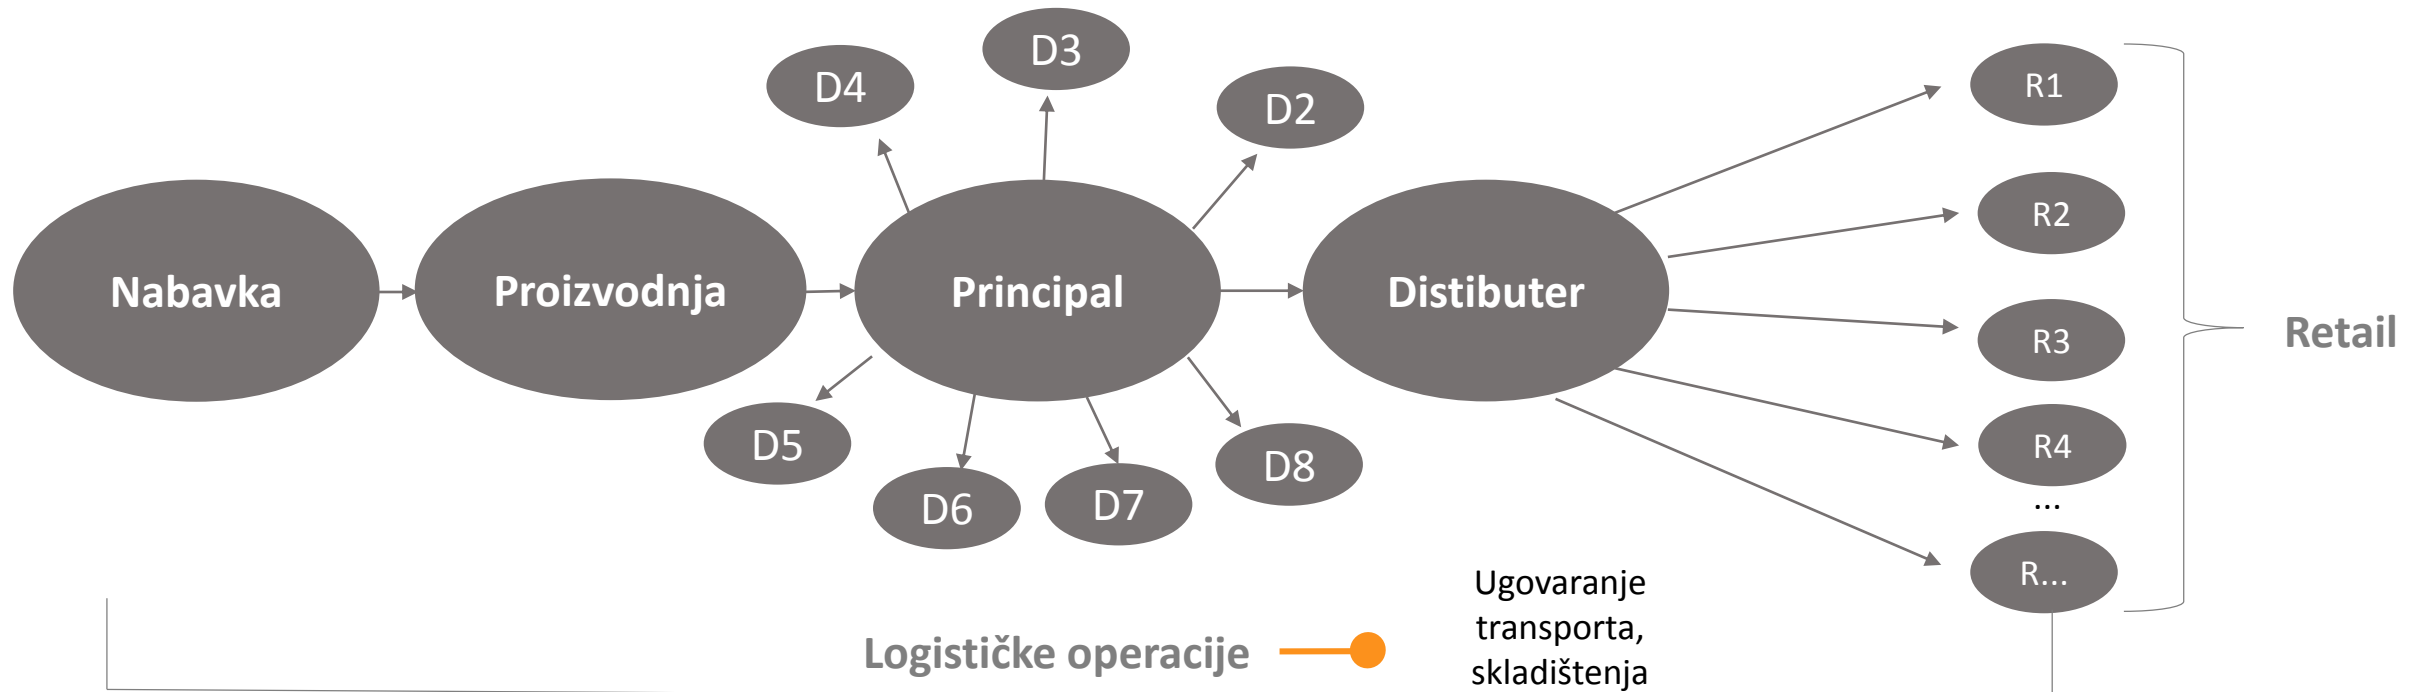 D3
D4
D2
R1
R2
Nabavka
Proizvodnja
Principal
Distibuter
R3
Retail
D5
D6
D7
D8
R4
...
R...
Logističke operacije
Ugovaranje
transporta,
skladištenja